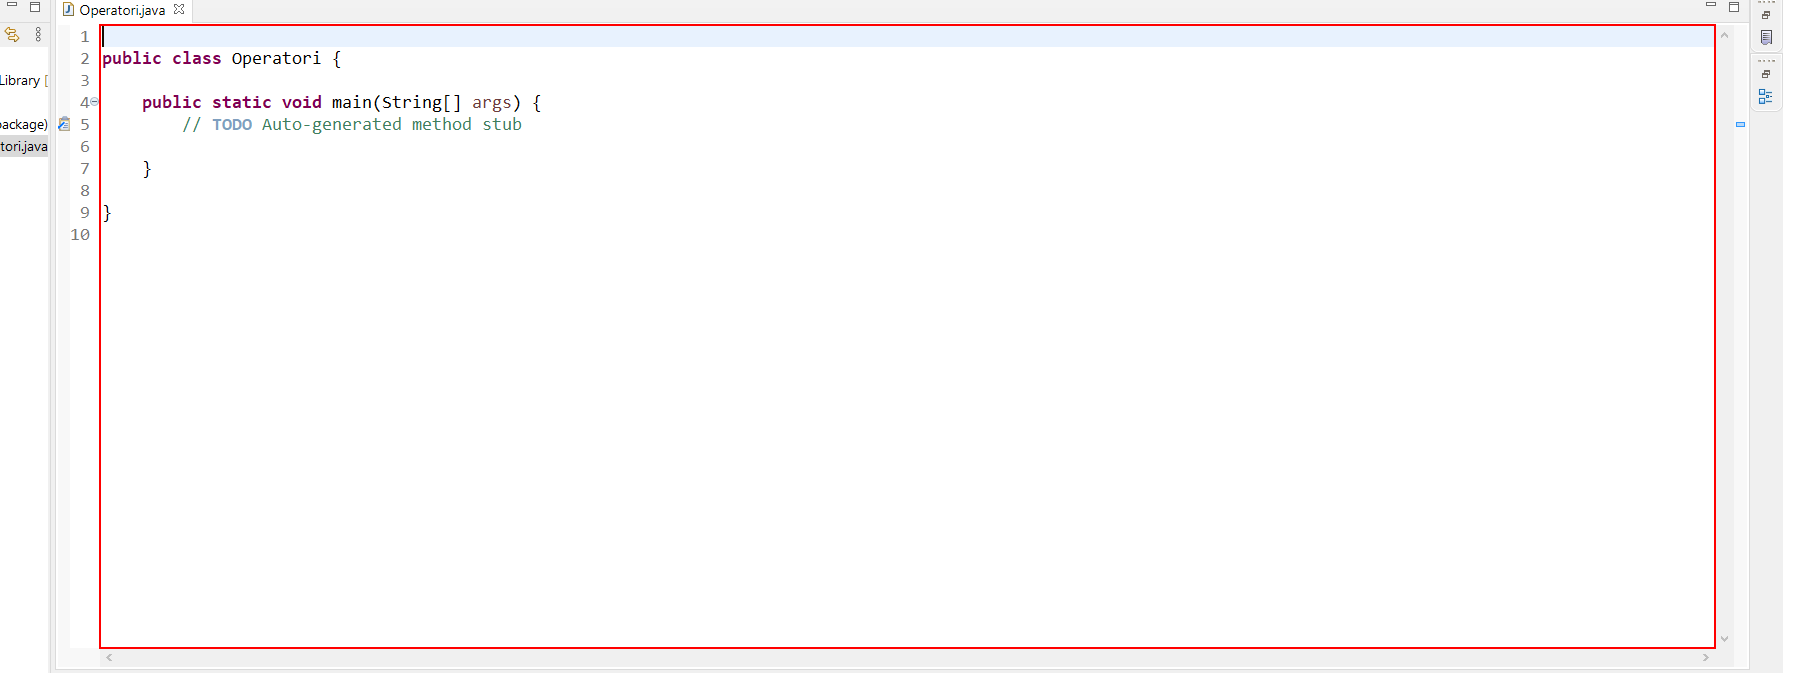 Operatori.java
Library [
package)
tori.java
1
2 public class Operatori {
3
4 public static void main(String[] args) {
5 // TODO Auto-generated method stub
6
7 }
8
9 }
10